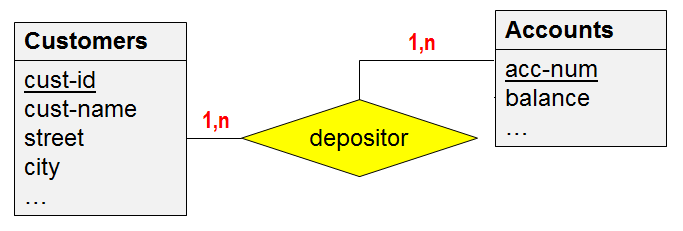 Customers
cust-id
cust-name
street
city
…
1,n
depositor
1,n
Accounts
acc-num
balance
…